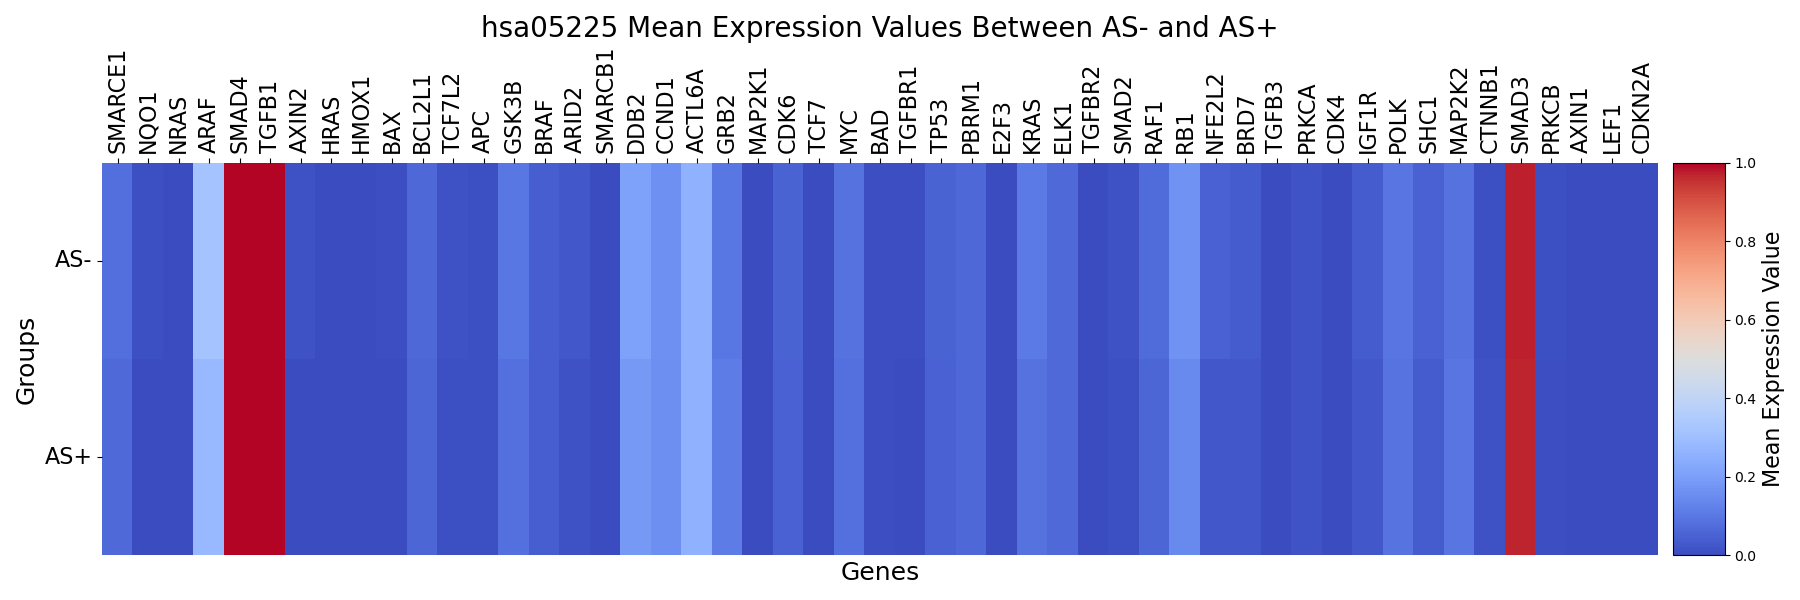 hsa05225 Mean Expression Values Between AS- and AS+
SMARCE1 NQO1 NRAS ARAF SMAD4 TGFB1 AXIN2 HRAS HMOX1 BAX BCL2L1 TCF7L2 APC GSK3B BRAF ARID2 SMARCB1 DDB2 CCND1 ACTL6A GRB2 MAP2K1 CDK6 TCF7 MYC BAD TGFBR1 TP53 PBRM1 E2F3 KRAS ELK1 TGFBR2 SMAD2 RAF1 RB1 NFE2L2 BRD7 TGFB3 PRKCA CDK4 IGF1R POLK SHC1 MAP2K2 CTNNB1 SMAD3 PRKCB AXIN1 LEF1 CDKN2A
AS-
AS+
Groups
Genes
1.0
0.8
0.6
0.4
0.2
0.0
Mean Expression Value